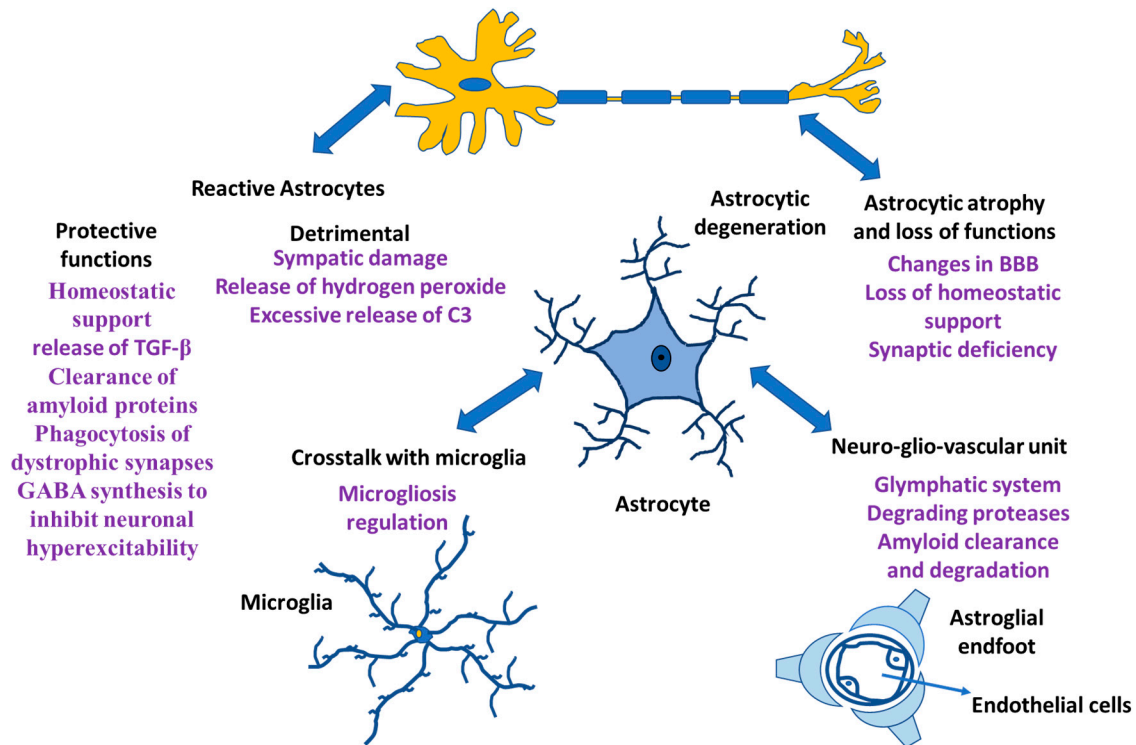 Reactive Astrocytes
Protective
functions
Homeostatic
support
release of TGF-β
Clearance of
amyloid proteins
Phagocytosis of
dystrophic synapses
GABA synthesis to
inhibit neuronal
hyperexcitability
Detrimental
Sympatic damage
Release of hydrogen peroxide
Excessive release of C3
Astrocytic
degeneration
Astrocytic atrophy
and loss of functions
Changes in BBB
Loss of homeostatic
support
Synaptic deficiency
Crosstalk with microglia
Microgliosis
regulation
Microglia
Astrocyte
Neuro-glio-vascular unit
Glymphatic system
Degrading proteases
Amyloid clearance
and degradation
Astroglial
endfoot
Endothelial cells